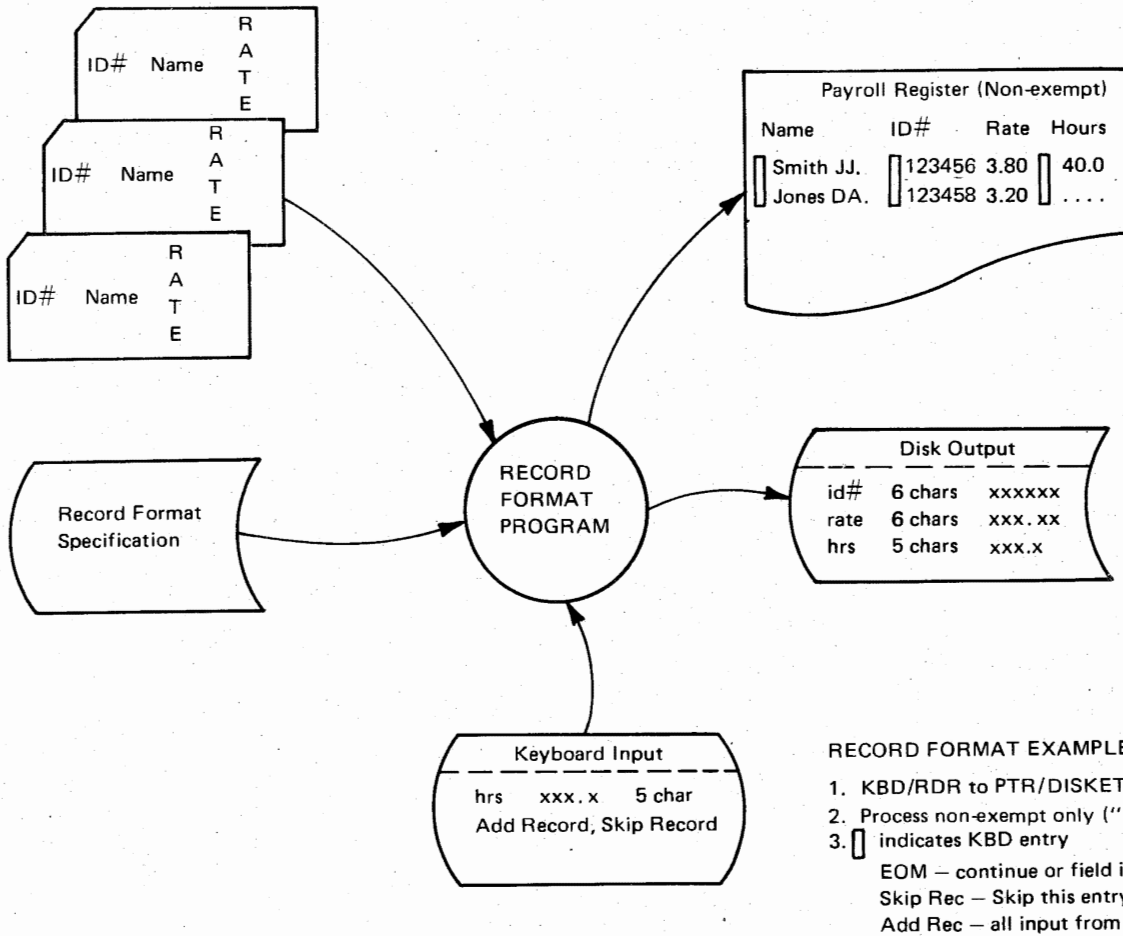 ID# Name RATE
ID# Name RATE
ID# Name RATE
Payroll Register (Non-exempt)
Name ID# Rate Hours
Smith JJ. 123456 3.80 40.0
Jones DA. 123458 3.20 ....
Record Format
Specification
RECORD
FORMAT
PROGRAM
Disk Output
id# 6 chars xxxxxx
rate 6 chars xxx.xx
hrs 5 chars xxx.x
Keyboard Input
hrs xxx.x 5 char
Add Record, Skip Record
RECORD FORMAT EXAMPLE
1. KBD/RDR to PTR/DISKET
2. Process non-exempt only ("
3. indicates KBD entry
EOM — continue or field i
Skip Rec — Skip this entry
Add Rec — all input from